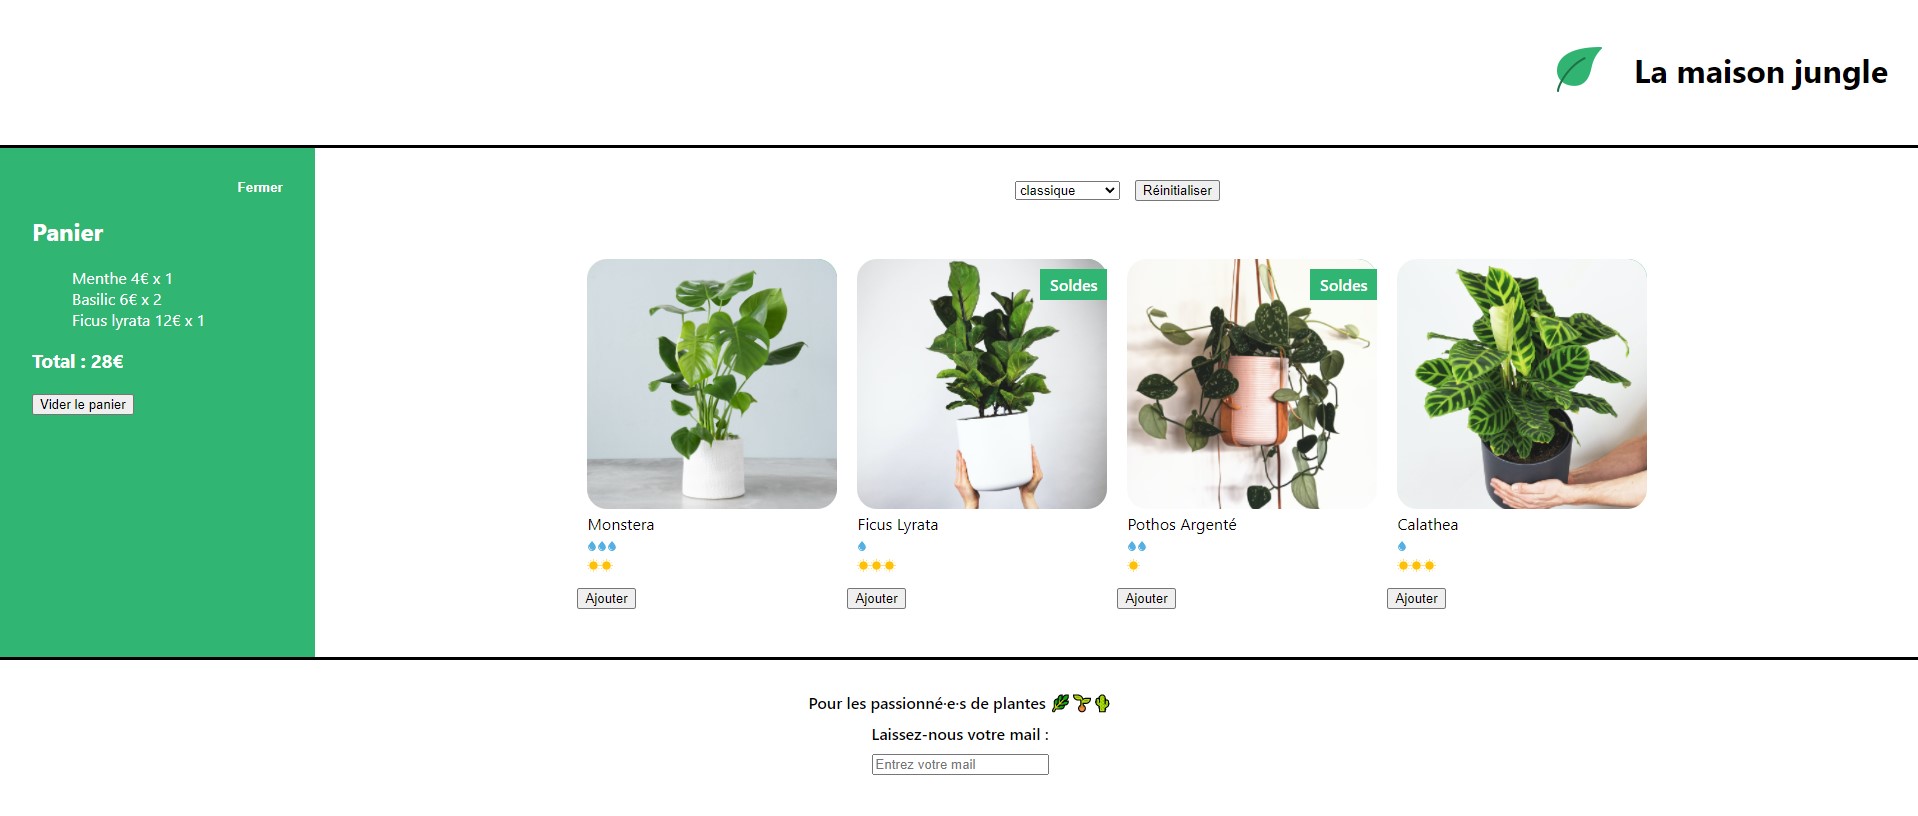 La maison jungle
Fermer
Panier
Menthe 4€ x 1
Basilic 6€ x 2
Ficus lyrata 12€ x 1
Total : 28€
Vider le panier
classique
Réinitialiser
Soldes
Soldes
Monstera
Ficus Lyrata
Pothos Argenté
Calathea
Ajouter
Ajouter
Ajouter
Ajouter
Pour les passionné·e·s de plantes
Laissez-nous votre mail :
Entrez votre mail